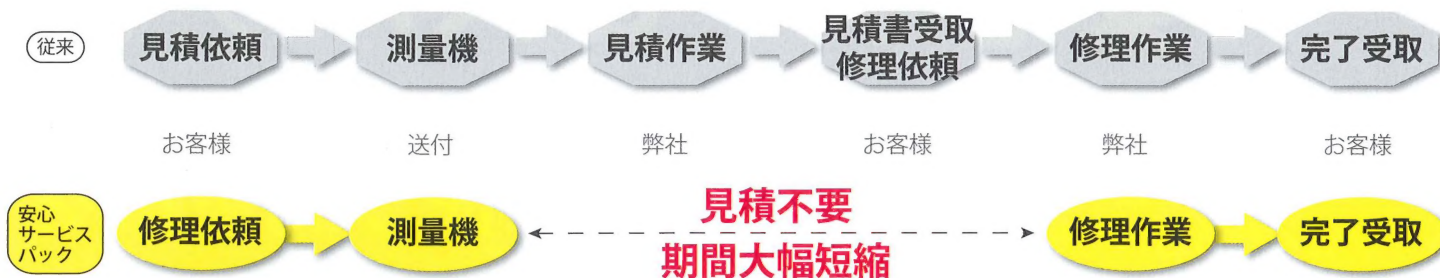 従来
見積依頼
測量機
見積作業
見積書受取
修理依頼
修理作業
完了受取
お客様
送付
弊社
お客様
弊社
お客様
安心
サービス
パック
修理依頼
測量機
見積不要
期間大幅短縮
修理作業
完了受取